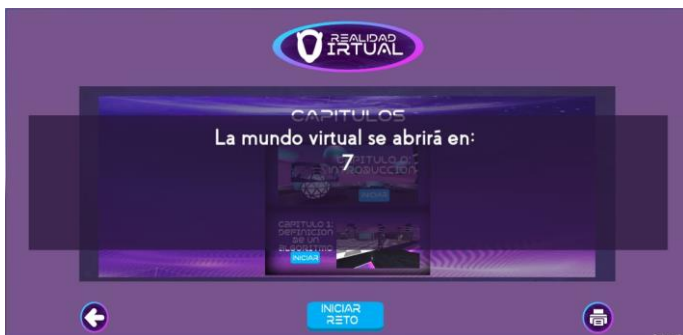 REALIDAD
VIRTUAL
CAPITULOS
La mundo virtual se abrirá en:
7
CAPITULO 0:
INTRODUCCION
INICIAR
CAPITULO 1:
DEFINICION
DE UN
ALGORITMO
INICIAR
INICIAR
RETO